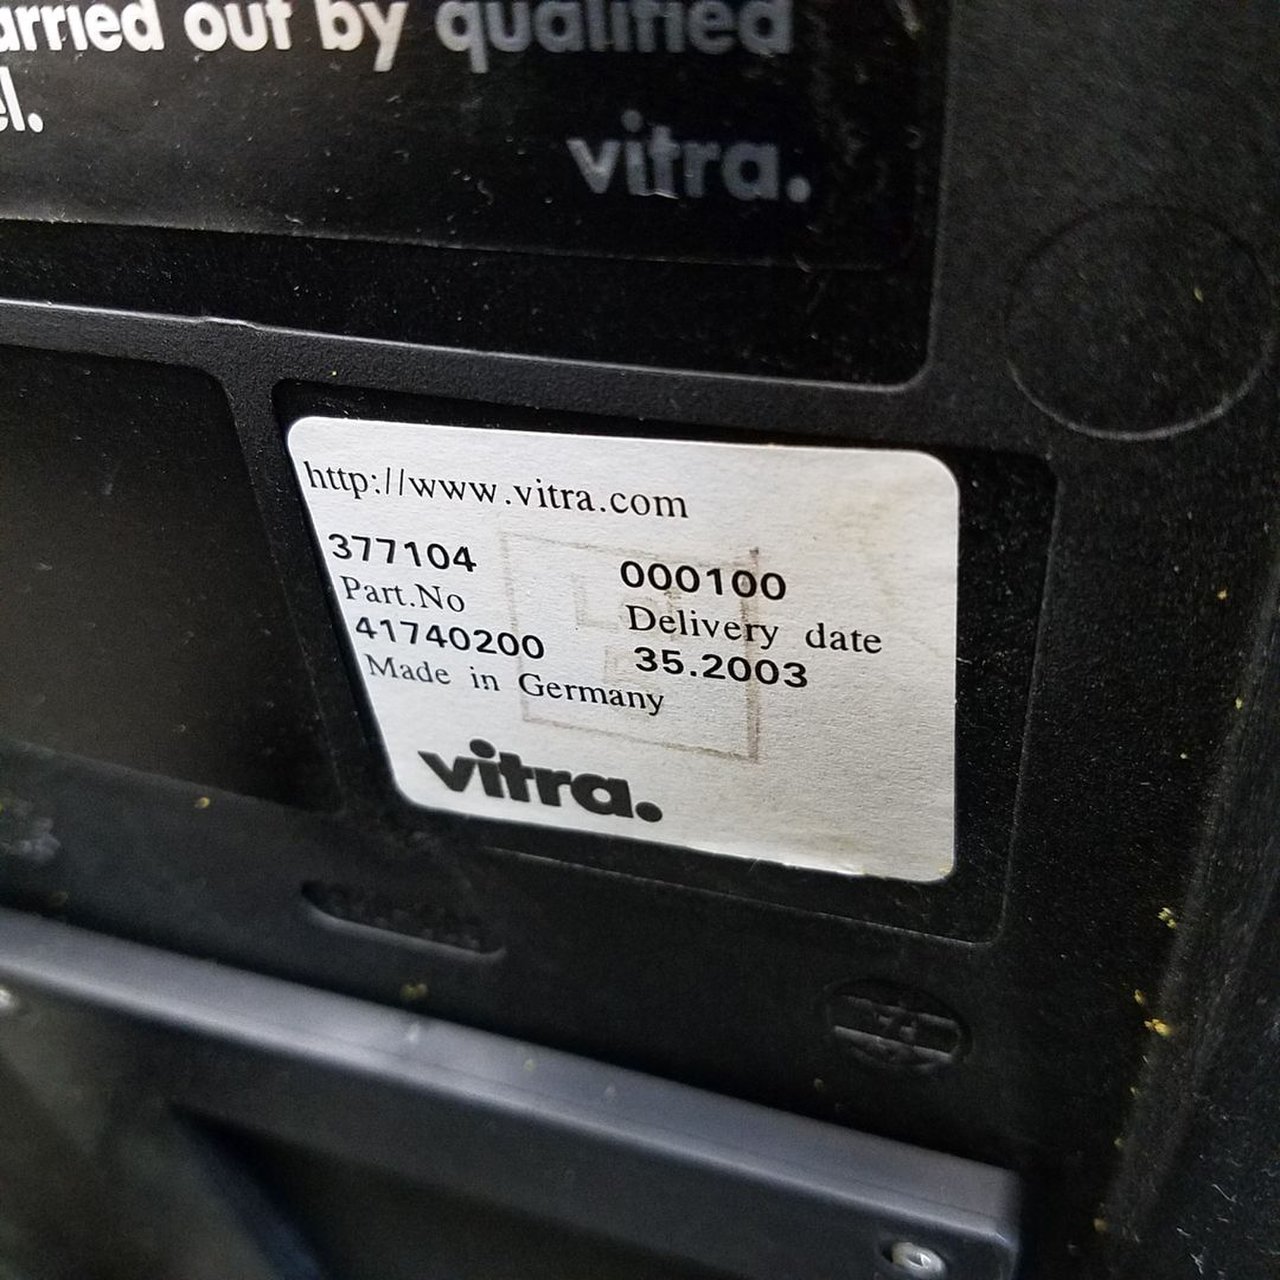 arried out by qualified
el.
vitra.
http://www.vitra.com
377104 000100
Part.No Delivery date
41740200 35.2003
Made in Germany
vitra.